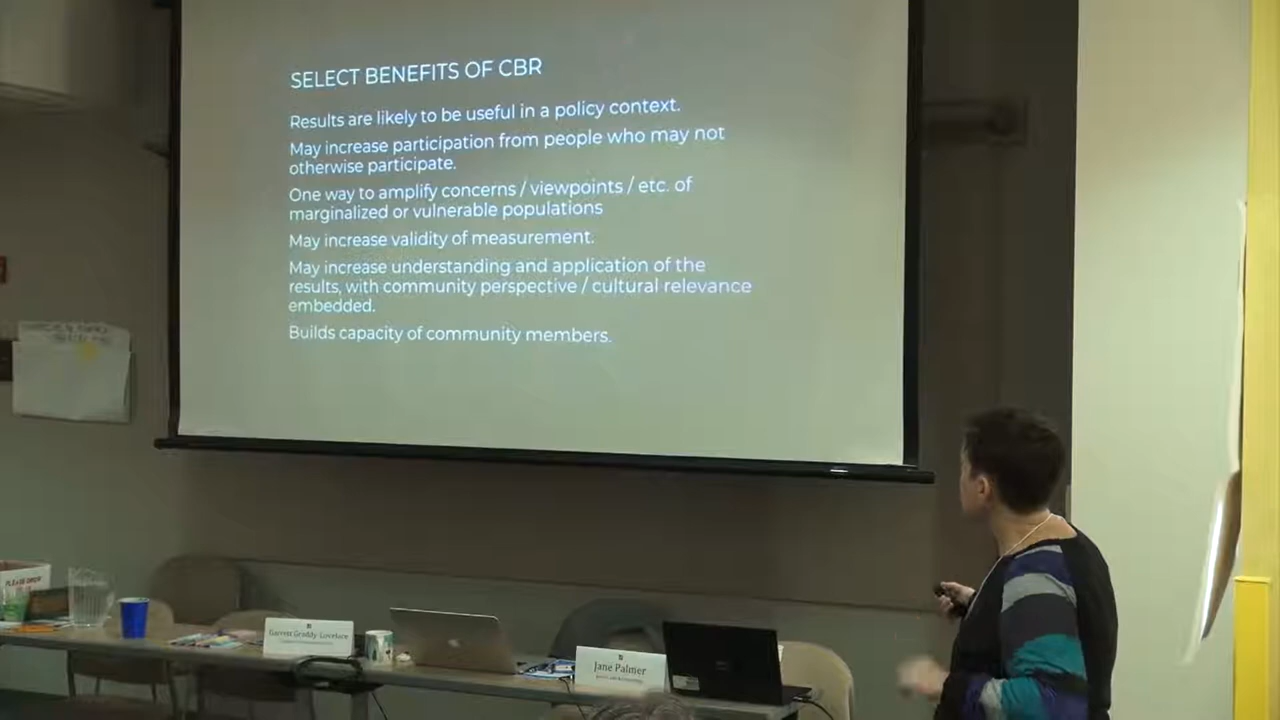 SELECT BENEFITS OF CBR
Results are likely to be useful in a policy context.
May increase participation from people who may not
otherwise participate.
One way to amplify concerns / viewpoints / etc. of
marginalized or vulnerable populations
May increase validity of measurement.
May increase understanding and application of the
results, with community perspective / cultural relevance
embedded.
Builds capacity of community members.
PLEASE DROP
Garrett Graddy-Lovelace
Jane Palmer